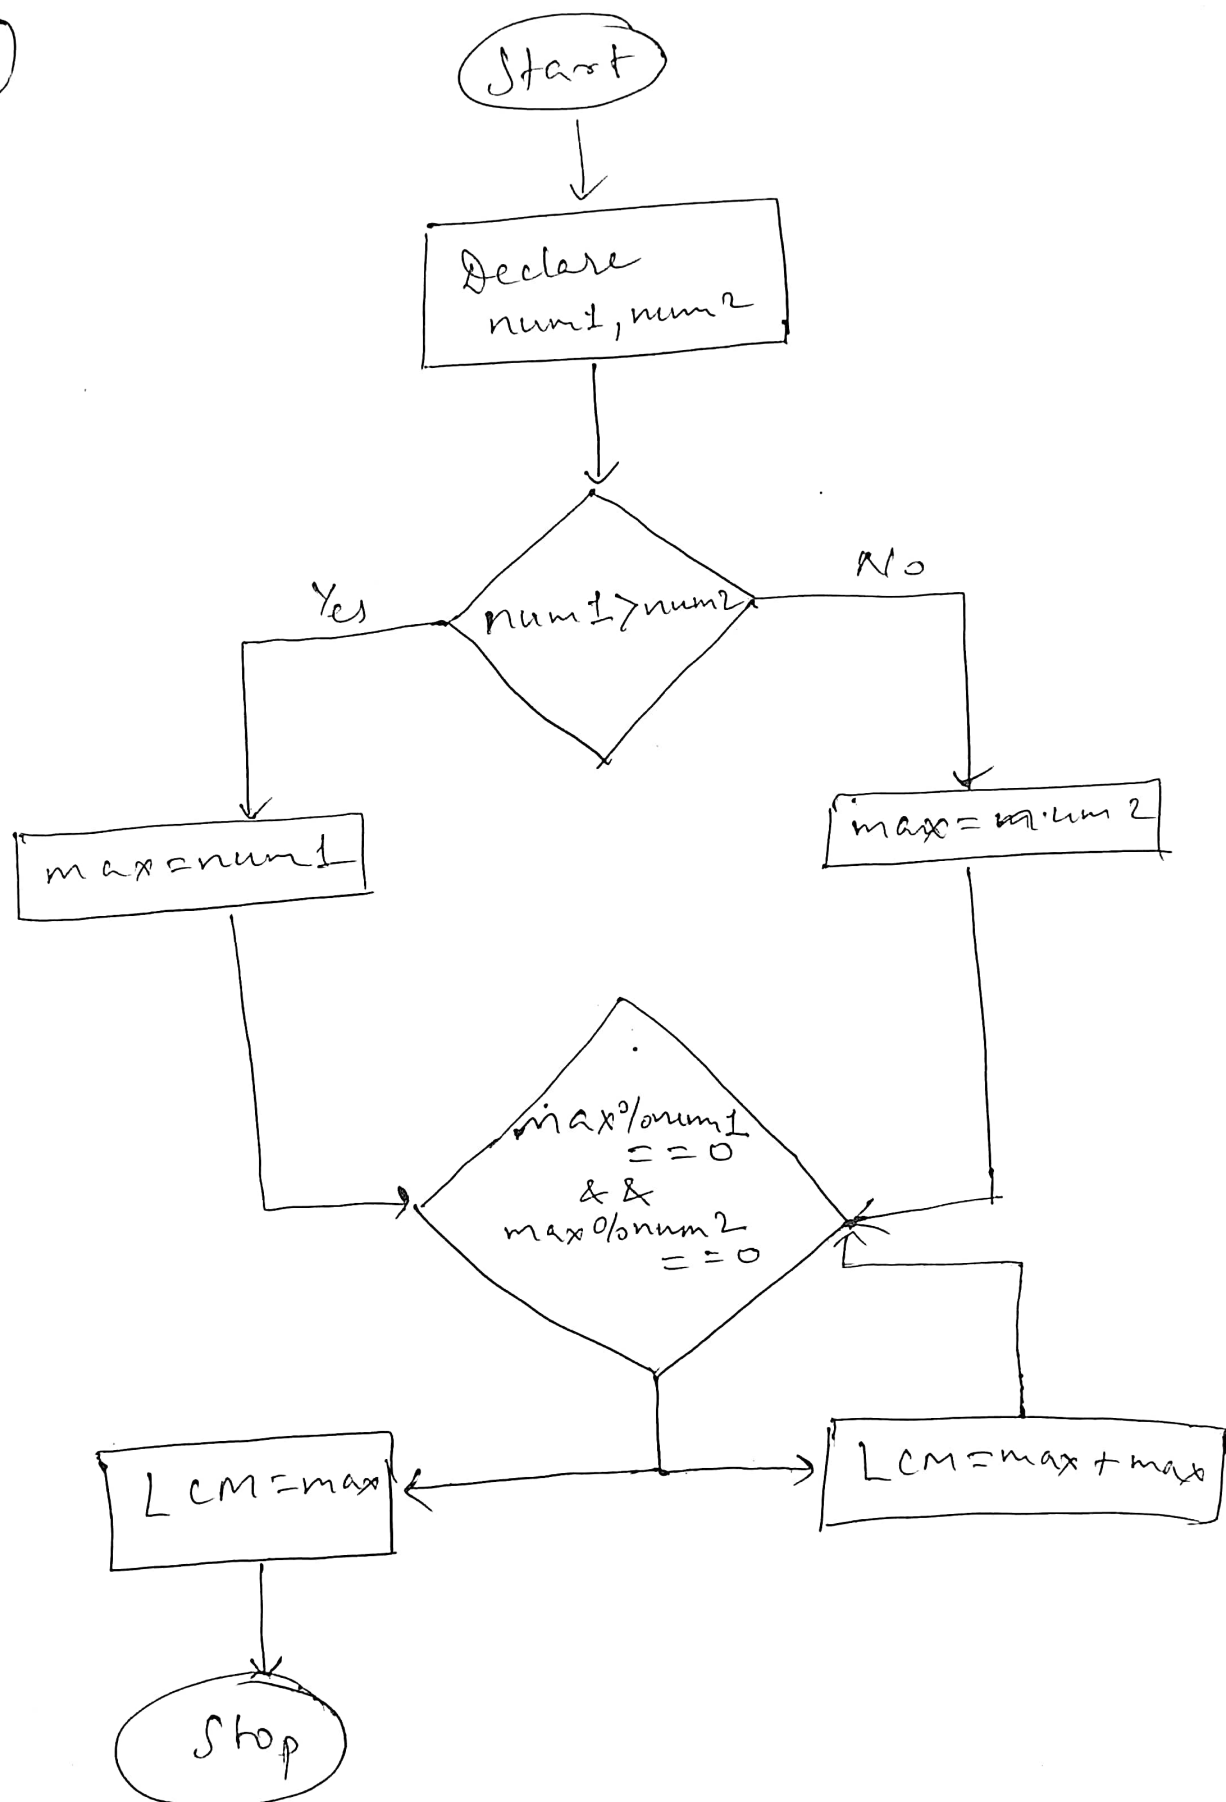 Start
Declare
num1, num2
num1>num2
Yes
No
max=num1
max=num2
max%num1
==0
&&
max%num2
==0
LCM=max
LCM=max+max
Stop